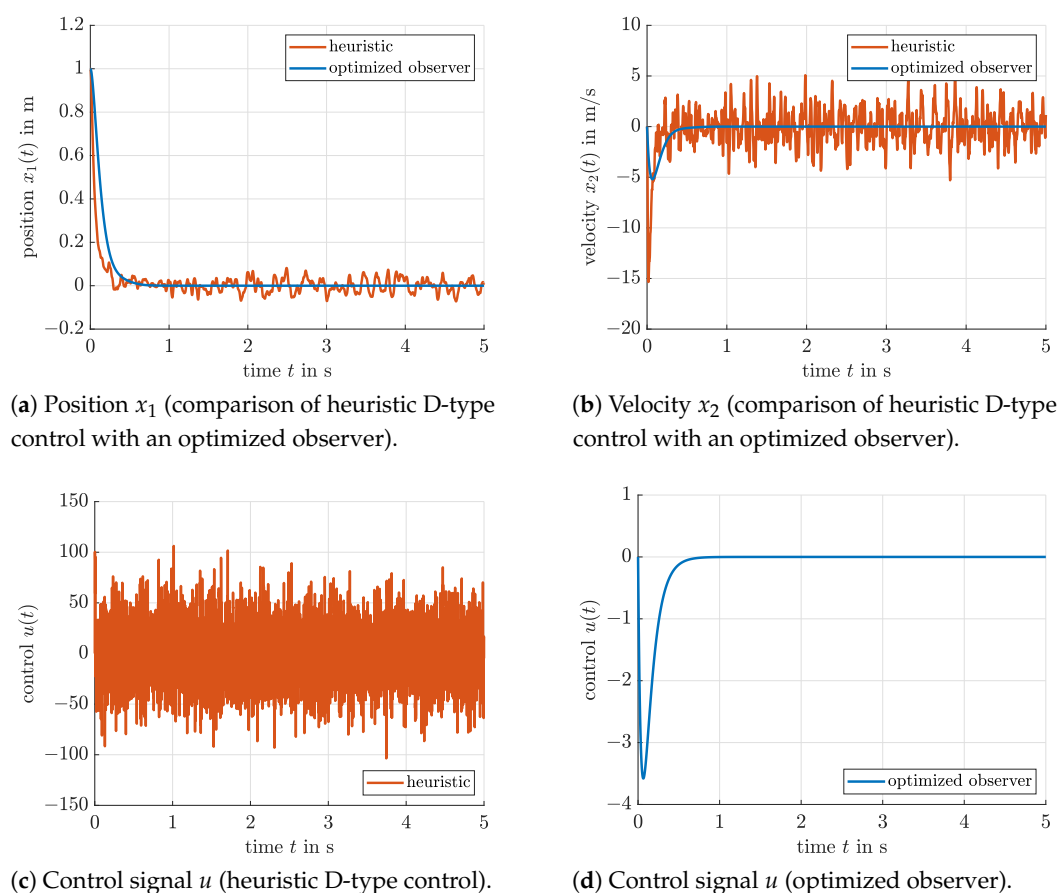 1.2
1
0.8
0.6
0.4
0.2
0
−0.2
0 1 2 3 4 5
position x₁(t) in m
time t in s
heuristic
optimized observer
(a) Position x₁ (comparison of heuristic D-type
control with an optimized observer).
10
5
0
−5
−10
−15
−20
0 1 2 3 4 5
velocity x₂(t) in m/s
time t in s
heuristic
optimized observer
(b) Velocity x₂ (comparison of heuristic D-type
control with an optimized observer).
150
100
50
0
−50
−100
−150
0 1 2 3 4 5
control u(t)
time t in s
heuristic
(c) Control signal u (heuristic D-type control).
1
0
−1
−2
−3
−4
0 1 2 3 4 5
control u(t)
time t in s
optimized observer
(d) Control signal u (optimized observer).